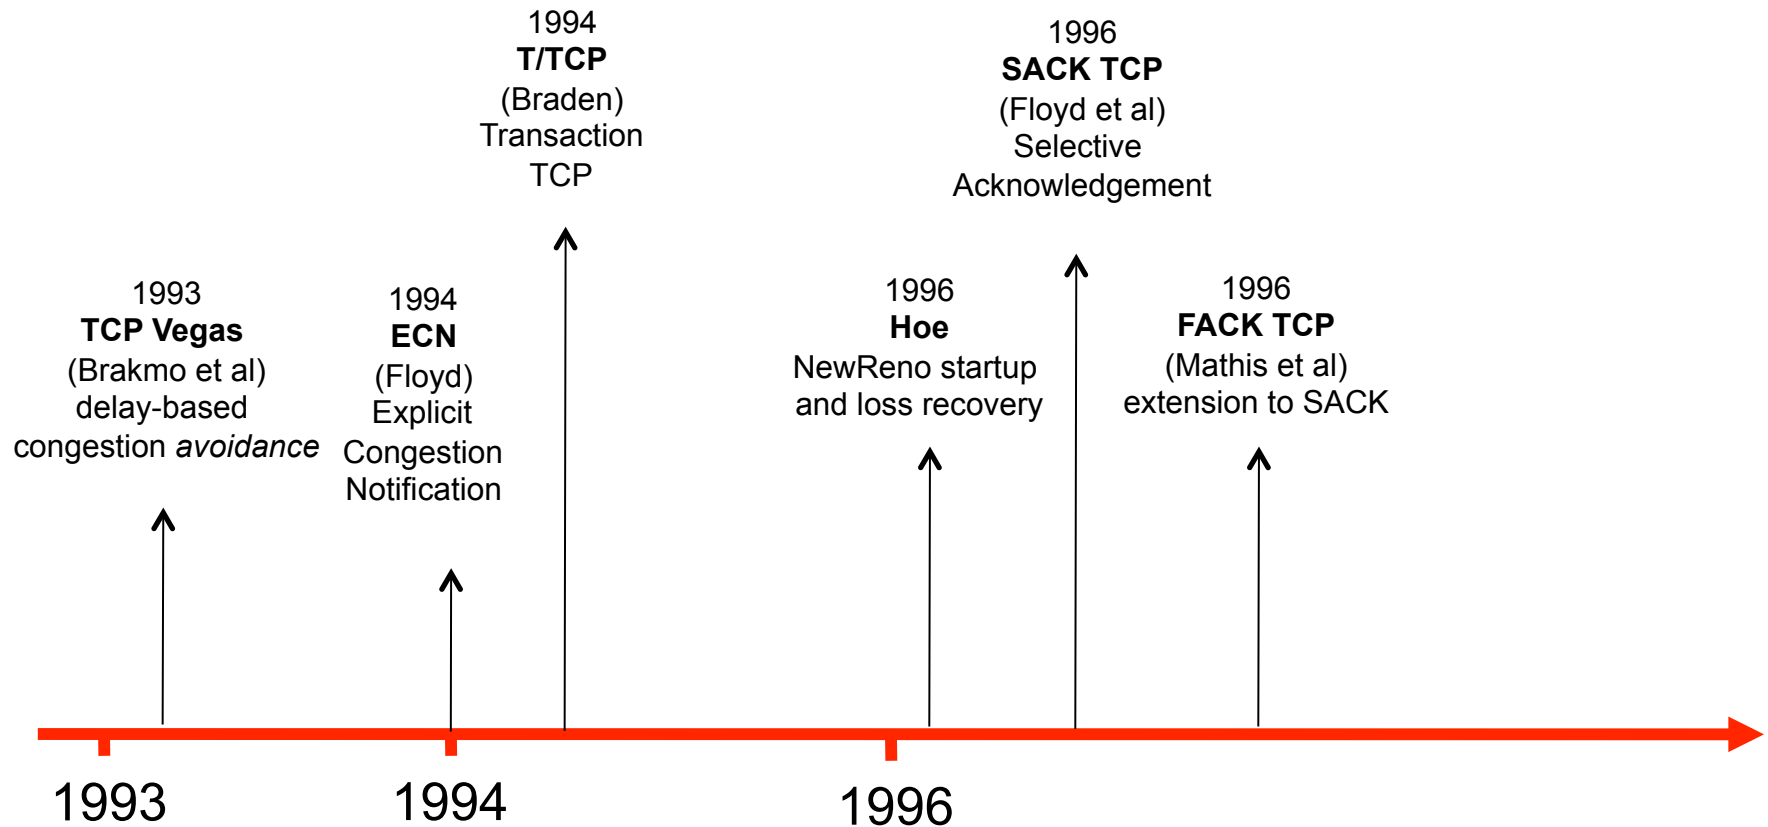 1993
TCP Vegas
(Brakmo et al)
delay-based
congestion avoidance
1994
ECN
(Floyd)
Explicit
Congestion
Notification
1994
T/TCP
(Braden)
Transaction
TCP
1996
Hoe
NewReno startup
and loss recovery
1996
SACK TCP
(Floyd et al)
Selective
Acknowledgement
1996
FACK TCP
(Mathis et al)
extension to SACK
1993
1994
1996